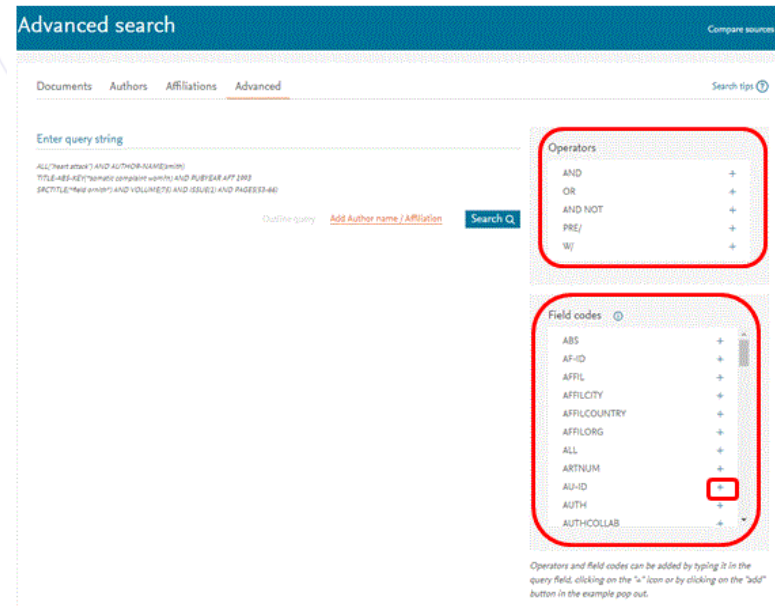 Advanced search
Compare sources
Documents Authors Affiliations Advanced
Search tips
Enter query string
ALL("heart attack") AND AUTHOR-NAME(smith)
TITLE-ABS-KEY(*somatic complaint wom?n) AND PUBYEAR AFT 1993
SRCTITLE(*field ornith*) AND VOLUME(75) AND ISSUE(1) AND PAGES(53-66)
Outline query Add Author name / Affiliation Search
Operators
AND +
OR +
AND NOT +
PRE/ +
W/ +
Field codes
ABS +
AF-ID +
AFFIL +
AFFILCITY +
AFFILCOUNTRY +
AFFILORG +
ALL +
ARTNUM +
AU-ID +
AUTH +
AUTHCOLLAB +
Operators and field codes can be added by typing it in the
query field, clicking on the "+" icon or by clicking on the "add"
button in the example pop out.